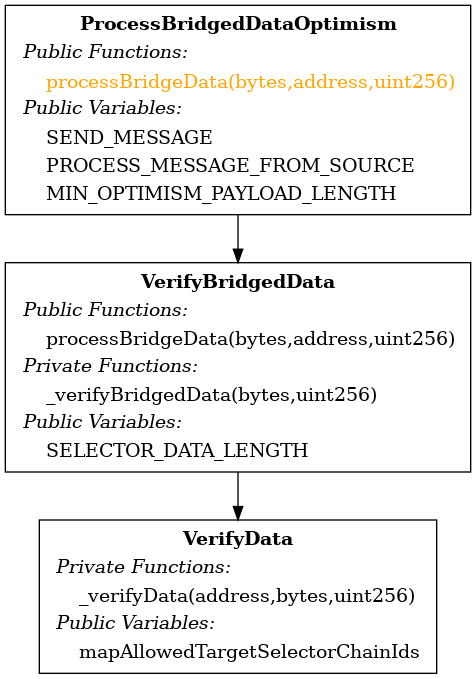 ProcessBridgedDataOptimism
Public Functions:
processBridgeData(bytes,address,uint256)
Public Variables:
SEND_MESSAGE
PROCESS_MESSAGE_FROM_SOURCE
MIN_OPTIMISM_PAYLOAD_LENGTH
VerifyBridgedData
Public Functions:
processBridgeData(bytes,address,uint256)
Private Functions:
_verifyBridgedData(bytes,uint256)
Public Variables:
SELECTOR_DATA_LENGTH
VerifyData
Private Functions:
_verifyData(address,bytes,uint256)
Public Variables:
mapAllowedTargetSelectorChainIds